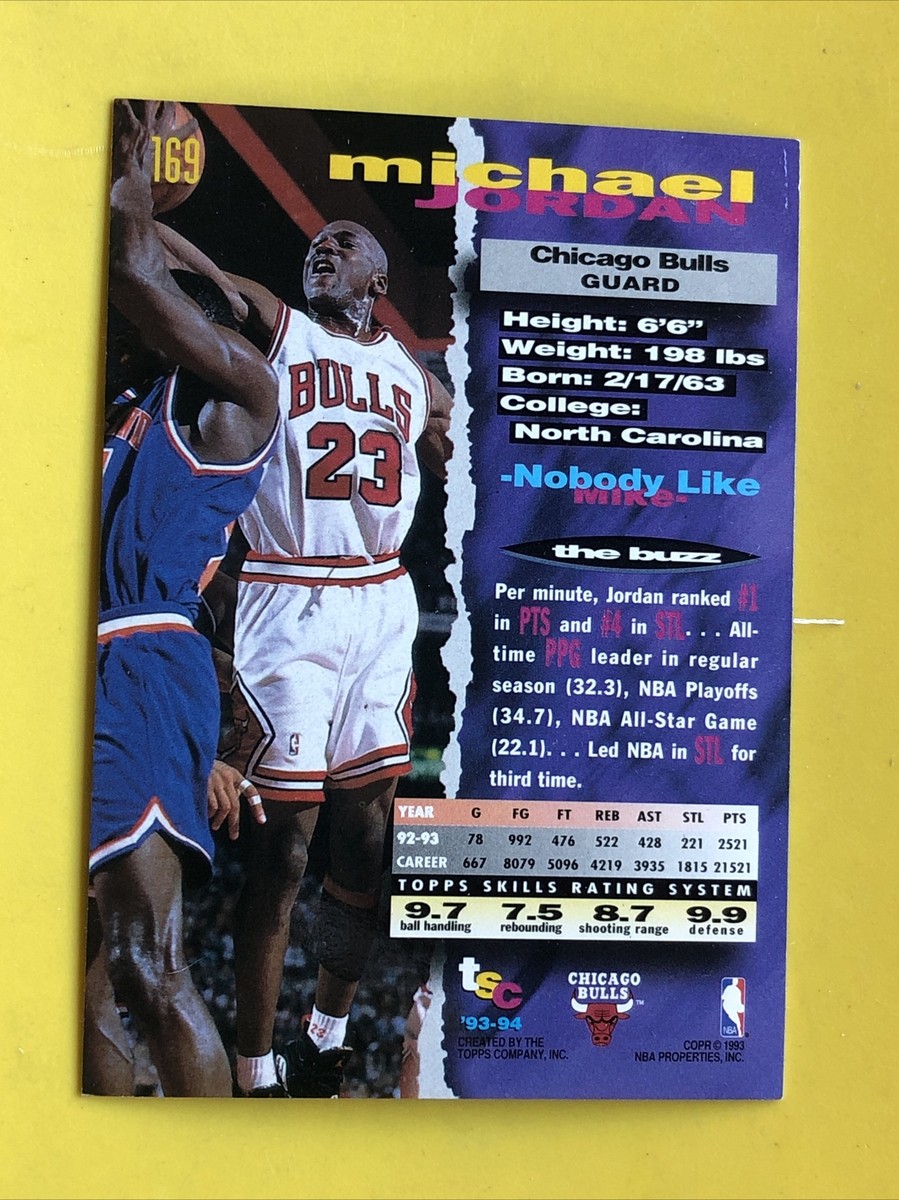 169
michael
JORDAN
Chicago Bulls
GUARD
Height: 6'6"
Weight: 198 lbs
Born: 2/17/63
College:
North Carolina
-Nobody Like
Mike-
the buzz
Per minute, Jordan ranked #1
in PTS and #4 in STL. . . All-
time PPG leader in regular
season (32.3), NBA Playoffs
(34.7), NBA All-Star Game
(22.1). . . Led NBA in STL for
third time.
YEAR G FG FT REB AST STL PTS
92-93 78 992 476 522 428 221 2521
CAREER 667 8079 5096 4219 3935 1815 21521
TOPPS SKILLS RATING SYSTEM
9.7 7.5 8.7 9.9
ball handling rebounding shooting range defense
BULLS
23
23
tsc
'93-94
CREATED BY THE
TOPPS COMPANY, INC.
CHICAGO
BULLS
TM
NBA
COPR © 1993
NBA PROPERTIES, INC.